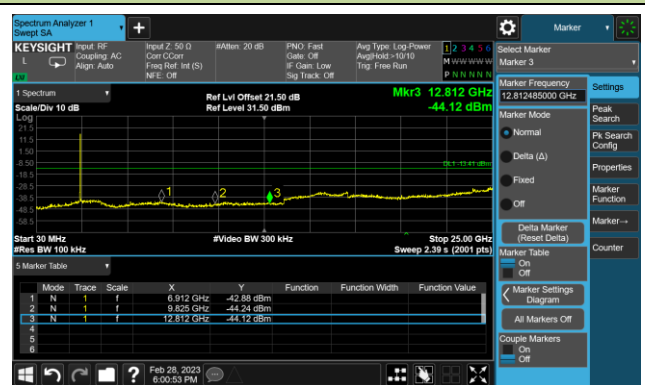 Spectrum Analyzer 1
Swept SA
Marker
KEYSIGHT Input: RF Input Z: 50 Ω #Atten: 20 dB PNO: Fast Avg Type: Log-Power 1 2 3 4 5 6
L Coupling: AC Corr CCorr Gate: Off Avg|Hold:>10/10 M W W W W W
Align: Auto Freq Ref: Int (S) IF Gain: Low Trig: Free Run
NFE: Off Sig Track: Off P N N N N N
Select Marker
Marker 3
1 Spectrum
Scale/Div 10 dB
Ref Lvl Offset 21.50 dB
Ref Level 31.50 dBm
Mkr3 12.812 GHz
-44.12 dBm
Log
21.5
11.5
1.50
-8.50
-18.5
-28.5
-38.5
-48.5
-58.5
DL1 -13.41 dBm
1
2
3
Start 30 MHz #Video BW 300 kHz Stop 25.00 GHz
#Res BW 100 kHz Sweep 2.39 s (2001 pts)
5 Marker Table
Mode Trace Scale X Y Function Function Width Function Value
1 N 1 f 6.912 GHz -42.88 dBm
2 N 1 f 9.825 GHz -44.24 dBm
3 N 1 f 12.812 GHz -44.12 dBm
4
5
6
Marker Frequency
12.812485000 GHz
Marker Mode
Normal
Delta (Δ)
Fixed
Off
Delta Marker
(Reset Delta)
Marker Table
On
Off
Marker Settings
Diagram
All Markers Off
Couple Markers
On
Off
Settings
Peak
Search
Pk Search
Config
Properties
Marker
Function
Marker→
Counter
?
Feb 28, 2023
6:00:53 PM